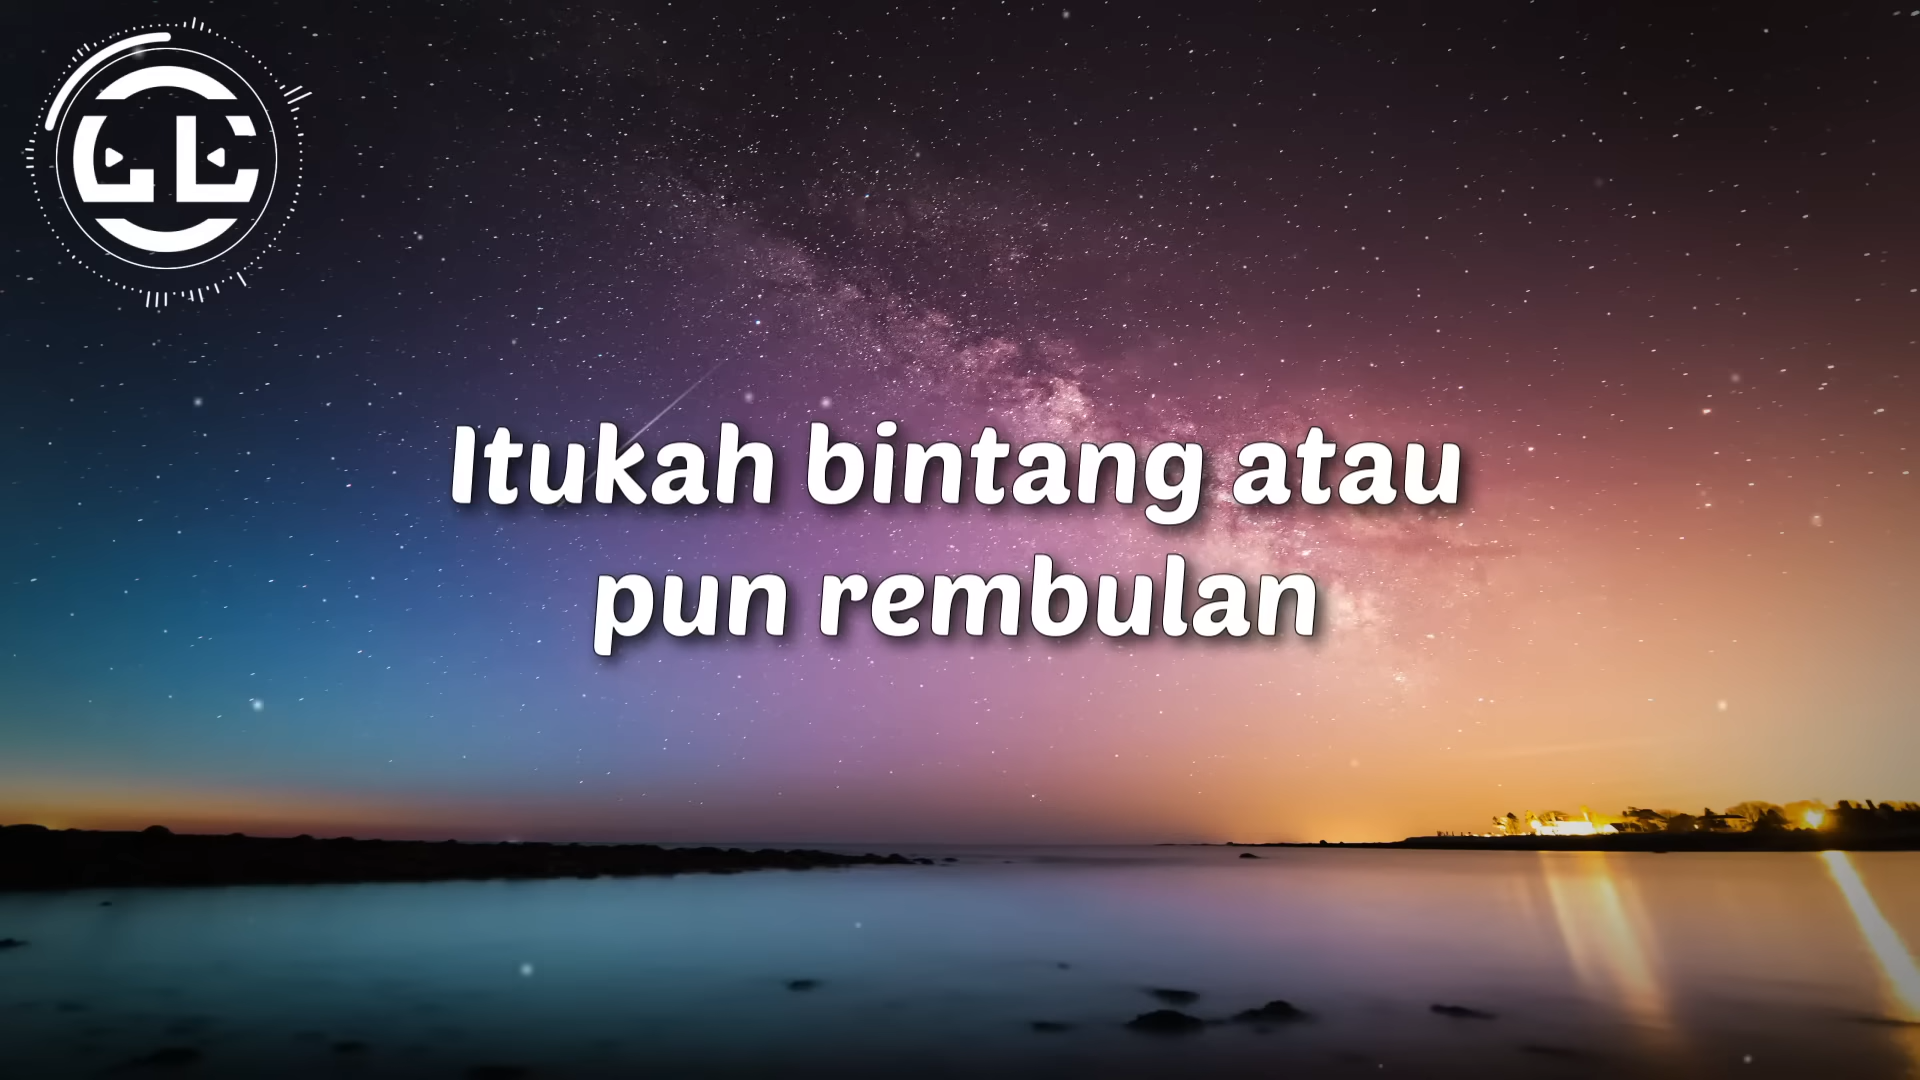 Itukah bintang atau
pun rembulan